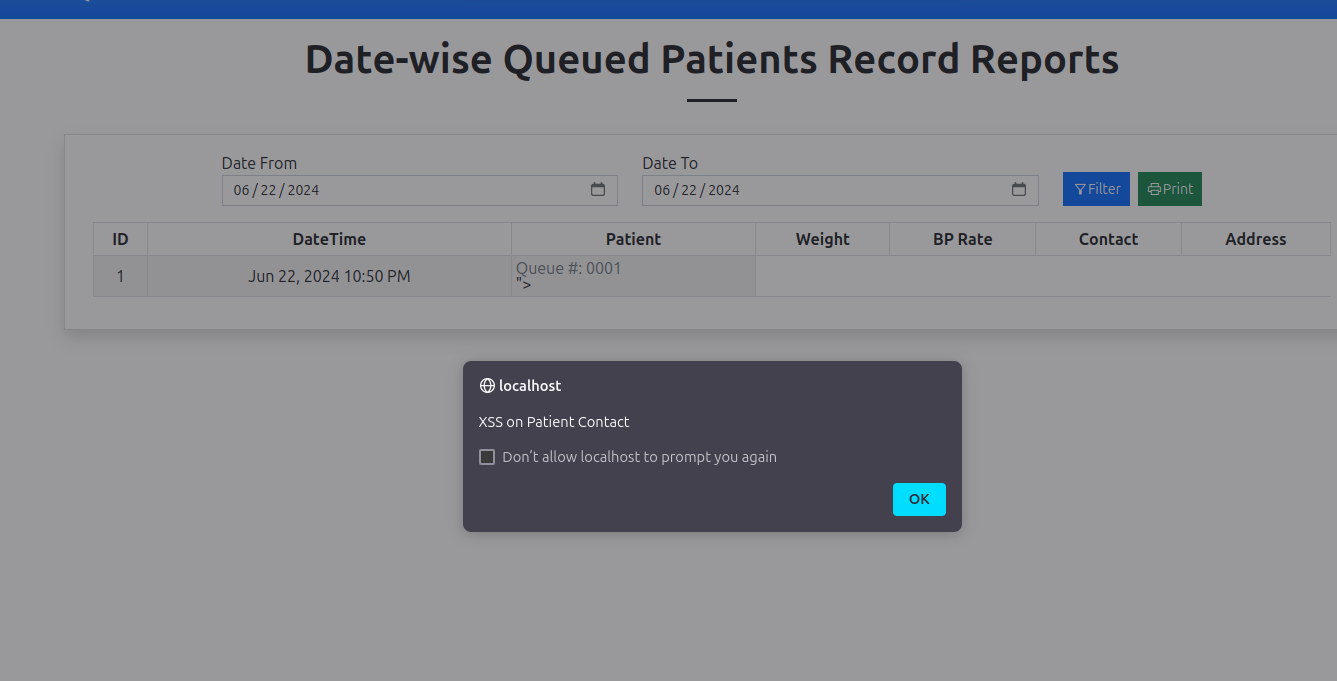 Date-wise Queued Patients Record Reports
Date From Date To
06 / 22 / 2024 06 / 22 / 2024 Filter Print
ID DateTime Patient Weight BP Rate Contact Address
1 Jun 22, 2024 10:50 PM Queue #: 0001
">
localhost
XSS on Patient Contact
Don't allow localhost to prompt you again
OK